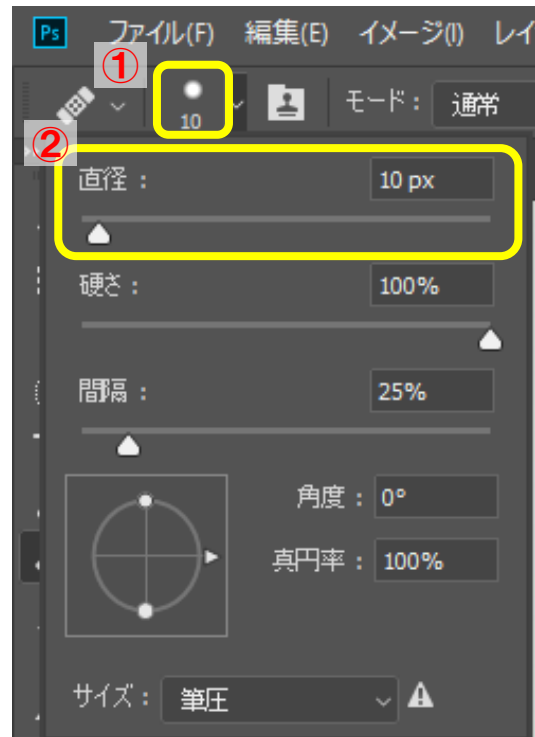 Ps ファイル(F) 編集(E) イメージ(I) レイ
①
10 モード： 通常
②
直径： 10 px
硬さ： 100%
間隔： 25%
角度： 0°
真円率： 100%
サイズ： 筆圧